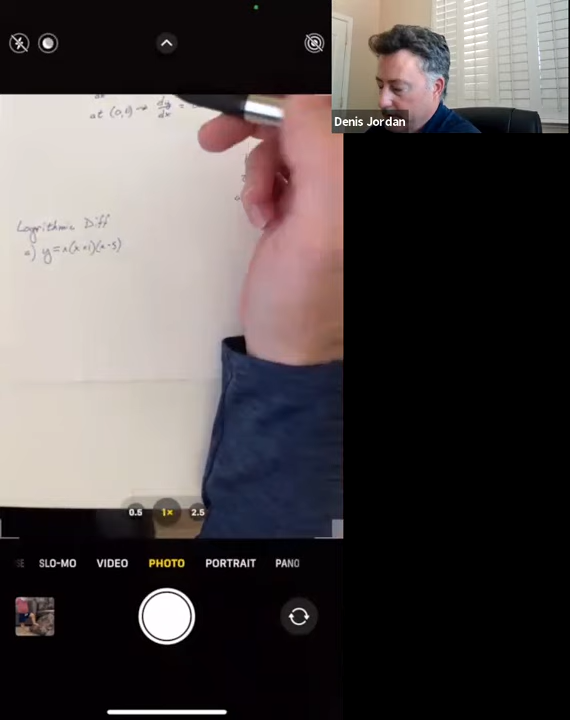 at (0,0) → dy/dx =
Logrithmic Diff
a) y = x(x+1)(x-5)
Denis Jordan
0.5 1× 2.5
SLO-MO VIDEO PHOTO PORTRAIT PANO